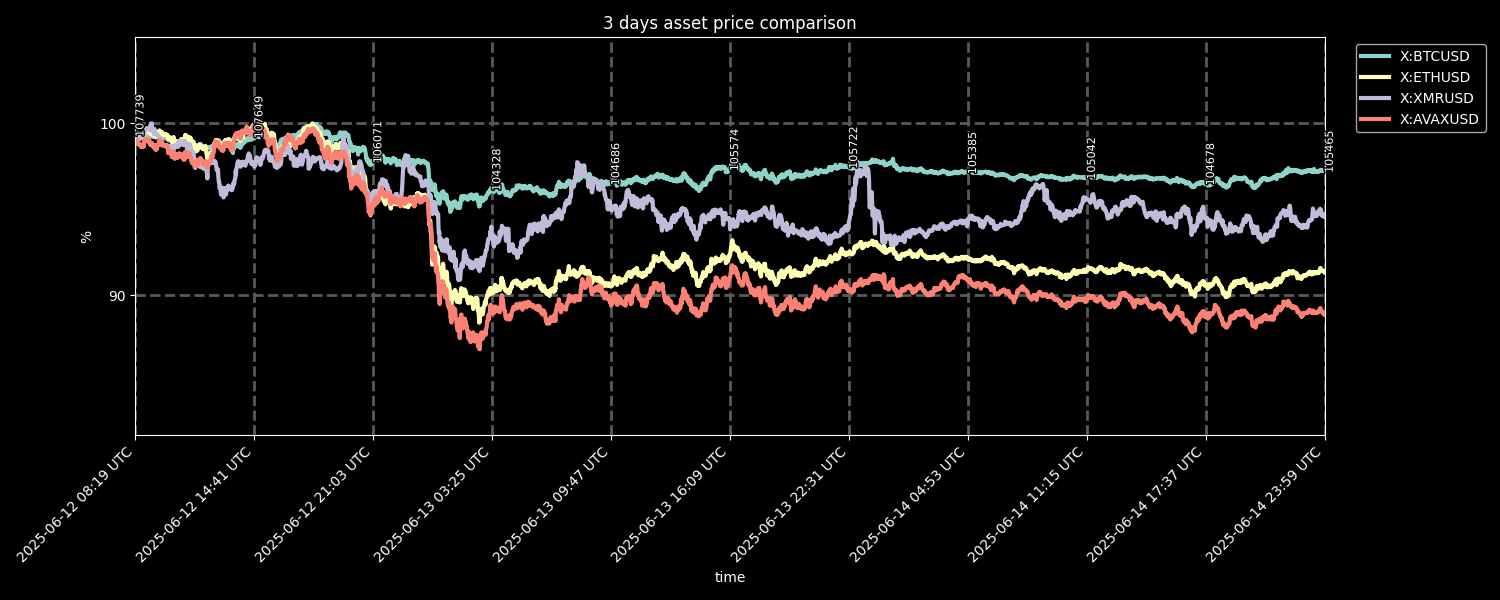 3 days asset price comparison
X:BTCUSD
X:ETHUSD
X:XMRUSD
X:AVAXUSD
100
90
%
107739
107649
106071
104328
104686
105574
105722
105385
105042
104678
105465
2025-06-12 08:19 UTC
2025-06-12 14:41 UTC
2025-06-12 21:03 UTC
2025-06-13 03:25 UTC
2025-06-13 09:47 UTC
2025-06-13 16:09 UTC
2025-06-13 22:31 UTC
2025-06-14 04:53 UTC
2025-06-14 11:15 UTC
2025-06-14 17:37 UTC
2025-06-14 23:59 UTC
time